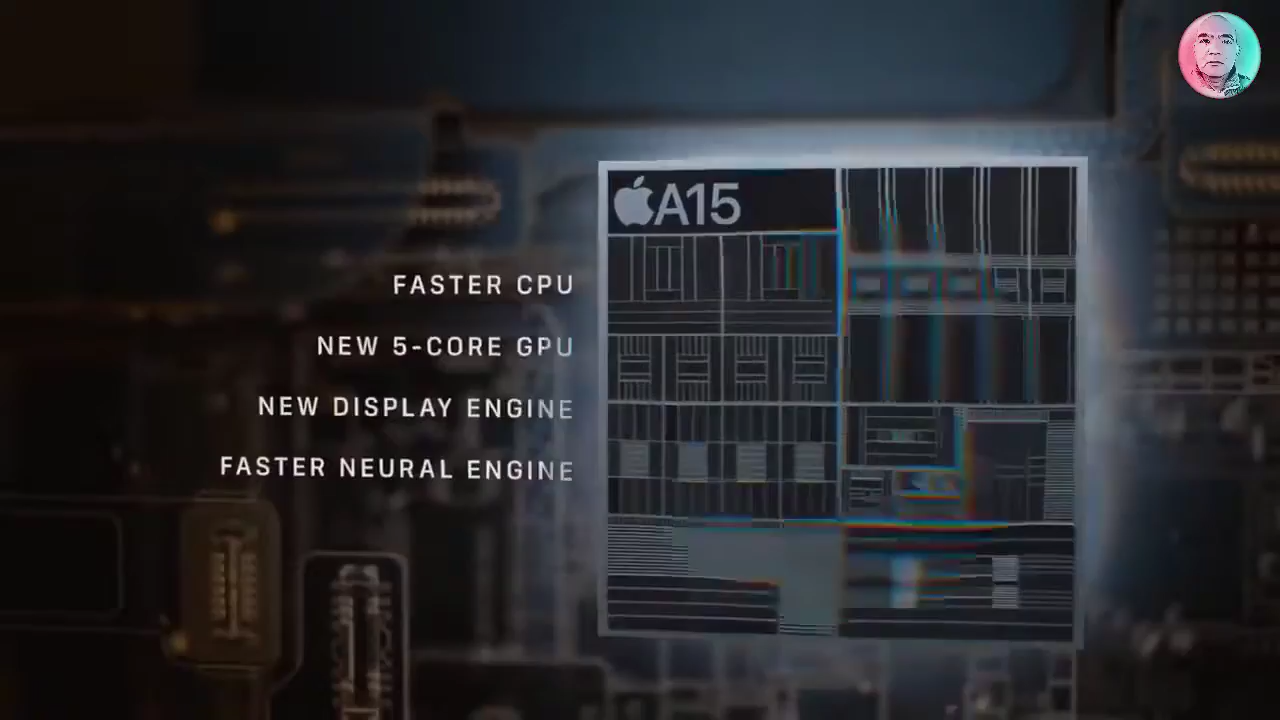 A15
FASTER CPU
NEW 5-CORE GPU
NEW DISPLAY ENGINE
FASTER NEURAL ENGINE